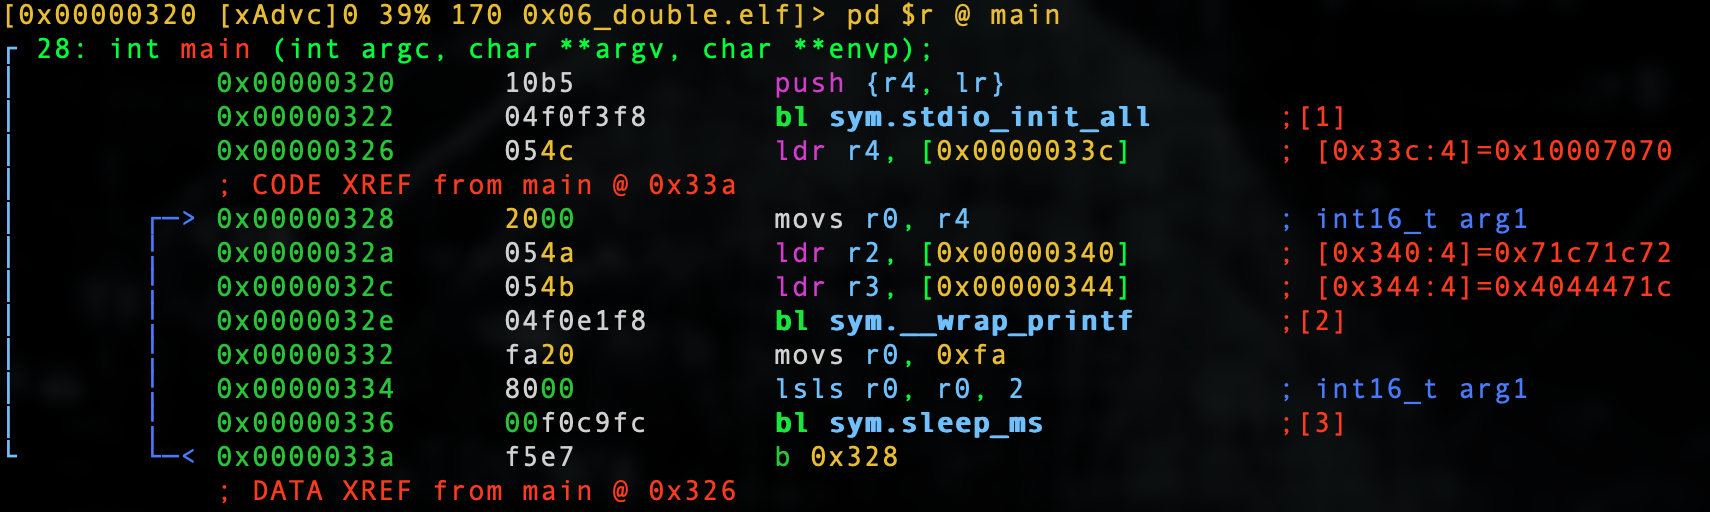 [0x00000320 [xAdvc]0 39% 170 0x06_double.elf]> pd $r @ main
28: int main (int argc, char **argv, char **envp);
0x00000320 10b5 push {r4, lr}
0x00000322 04f0f3f8 bl sym.stdio_init_all ;[1]
0x00000326 054c ldr r4, [0x0000033c] ; [0x33c:4]=0x10007070
; CODE XREF from main @ 0x33a
0x00000328 2000 movs r0, r4 ; int16_t arg1
0x0000032a 054a ldr r2, [0x00000340] ; [0x340:4]=0x71c71c72
0x0000032c 054b ldr r3, [0x00000344] ; [0x344:4]=0x4044471c
0x0000032e 04f0e1f8 bl sym.__wrap_printf ;[2]
0x00000332 fa20 movs r0, 0xfa
0x00000334 8000 lsls r0, r0, 2 ; int16_t arg1
0x00000336 00f0c9fc bl sym.sleep_ms ;[3]
0x0000033a f5e7 b 0x328
; DATA XREF from main @ 0x326